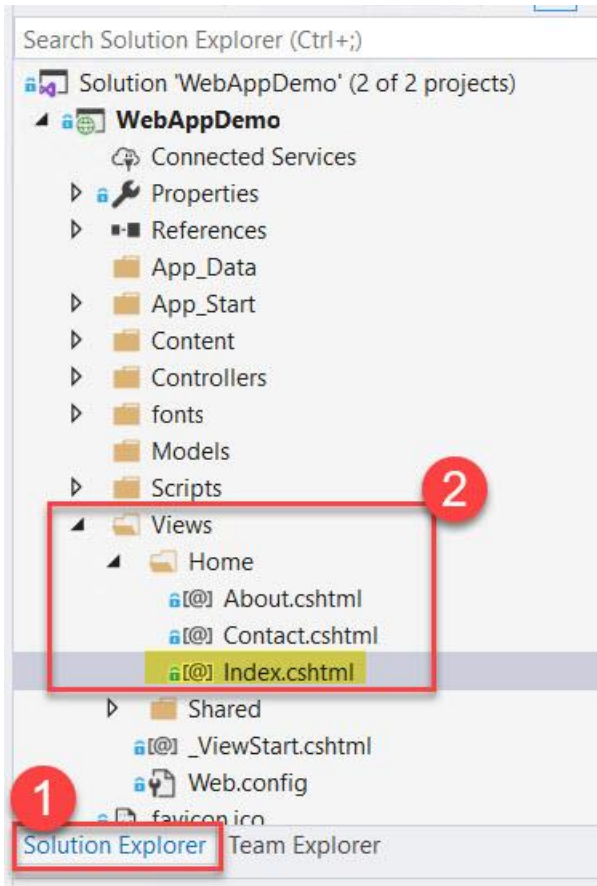 Search Solution Explorer (Ctrl+;)
Solution 'WebAppDemo' (2 of 2 projects)
WebAppDemo
Connected Services
Properties
References
App_Data
App_Start
Content
Controllers
fonts
Models
Scripts
2
Views
Home
[@] About.cshtml
[@] Contact.cshtml
[@] Index.cshtml
Shared
[@] _ViewStart.cshtml
Web.config
1
favicon.ico
Solution Explorer Team Explorer